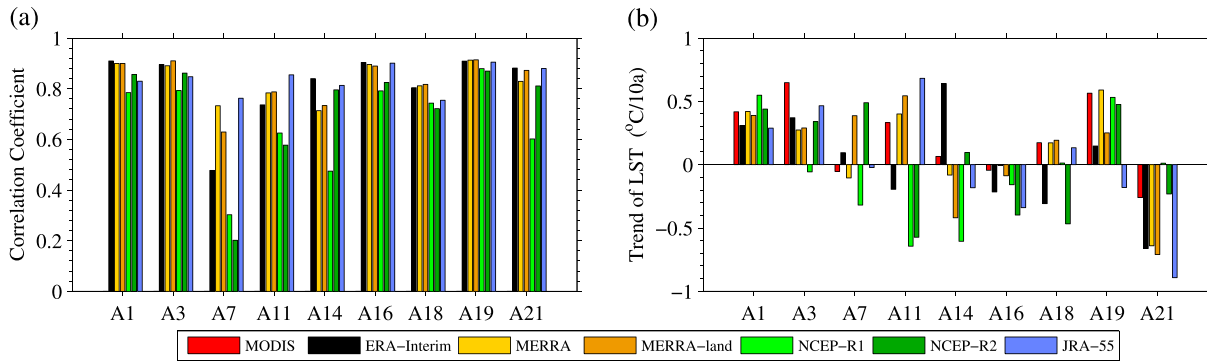 (a)
Correlation Coefficient
1
0.8
0.6
0.4
0.2
0
A1 A3 A7 A11 A14 A16 A18 A19 A21
(b)
Trend of LST (°C/10a)
1
0.5
0
−0.5
−1
A1 A3 A7 A11 A14 A16 A18 A19 A21
MODIS ERA−Interim MERRA MERRA−land NCEP−R1 NCEP−R2 JRA−55